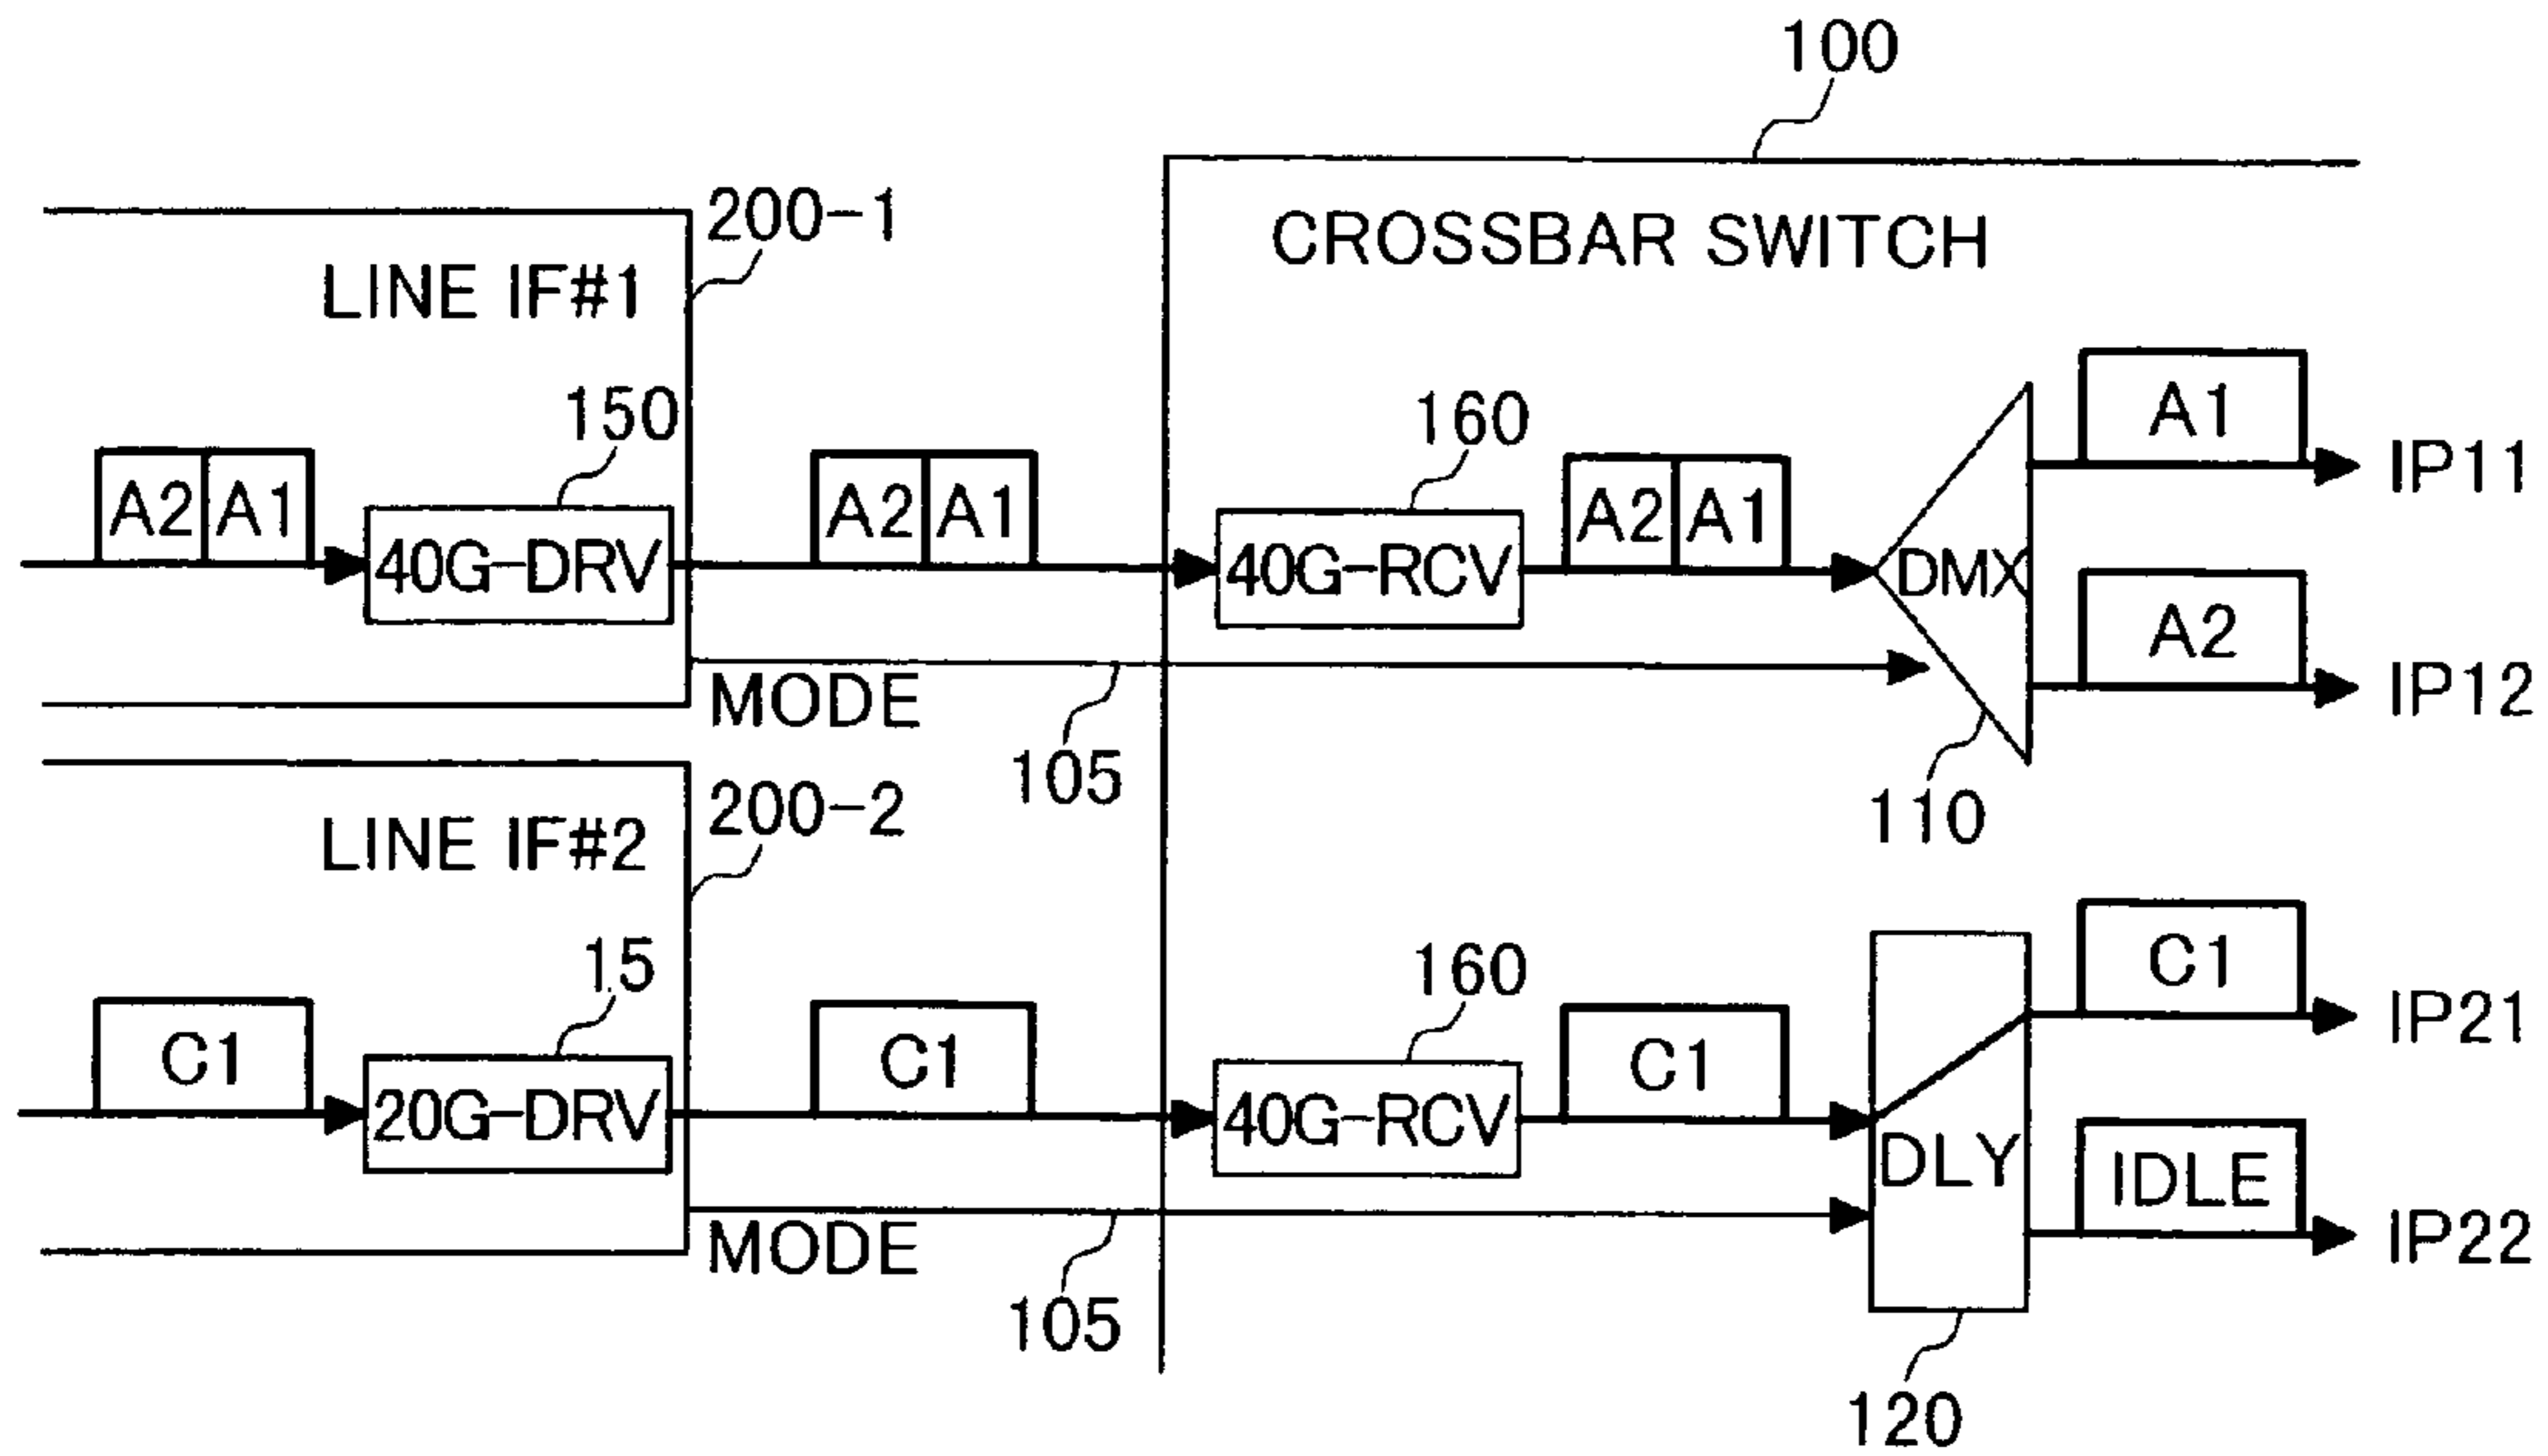 100
200-1
CROSSBAR SWITCH
LINE IF#1
150
160
A1
IP11
A2 A1
A2 A1
A2 A1
40G-DRV
40G-RCV
DMX
A2
IP12
MODE
105
110
200-2
LINE IF#2
15
160
C1
IP21
C1
C1
C1
20G-DRV
40G-RCV
DLY
IDLE
IP22
MODE
105
120